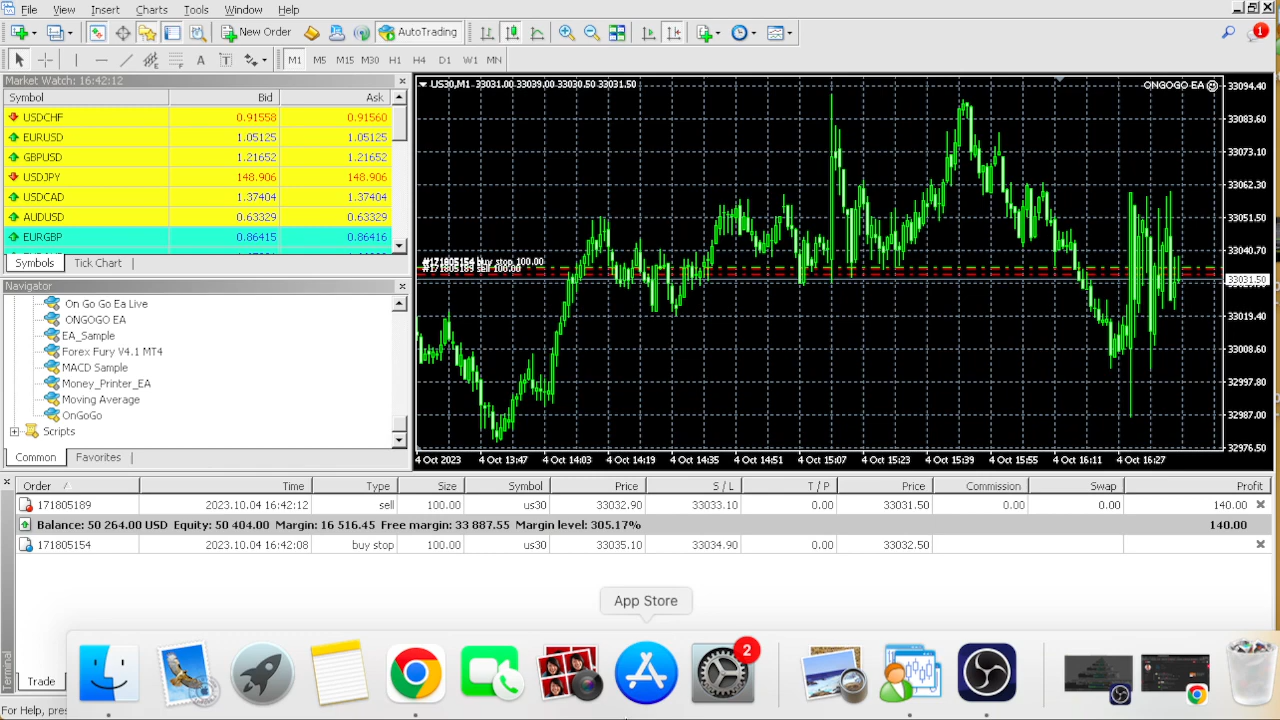 File View Insert Charts Tools Window Help
New Order AutoTrading 1
A T M1 M5 M15 M30 H1 H4 D1 W1 MN
Market Watch: 16:42:12
Symbol Bid Ask
USDCHF 0.91558 0.91560
EURUSD 1.05125 1.05125
GBPUSD 1.21652 1.21652
USDJPY 148.906 148.906
USDCAD 1.37404 1.37404
AUDUSD 0.63329 0.63329
EURGBP 0.86415 0.86416
Symbols Tick Chart
Navigator
On Go Go Ea Live
ONGOGO EA
EA_Sample
Forex Fury V4.1 MT4
MACD Sample
Money_Printer_EA
Moving Average
OnGoGo
Scripts
Common Favorites
US30,M1 33031.00 33039.00 33030.50 33031.50
ONGOGO EA
#171805154 buy stop 100.00
#171805189 sell 100.00
33094.40
33083.60
33073.10
33062.30
33051.50
33040.70
33031.50
33019.40
33008.60
32997.80
32987.00
32976.50
4 Oct 2023 4 Oct 13:47 4 Oct 14:03 4 Oct 14:19 4 Oct 14:35 4 Oct 14:51 4 Oct 15:07 4 Oct 15:23 4 Oct 15:39 4 Oct 15:55 4 Oct 16:11 4 Oct 16:27
Order Time Type Size Symbol Price S / L T / P Price Commission Swap Profit
171805189 2023.10.04 16:42:12 sell 100.00 us30 33032.90 33033.10 0.00 33031.50 0.00 0.00 140.00
Balance: 50 264.00 USD Equity: 50 404.00 Margin: 16 516.45 Free margin: 33 887.55 Margin level: 305.17% 140.00
171805154 2023.10.04 16:42:08 buy stop 100.00 us30 33035.10 33034.90 0.00 33032.50
App Store
2
Terminal
Trade
For Help, pres